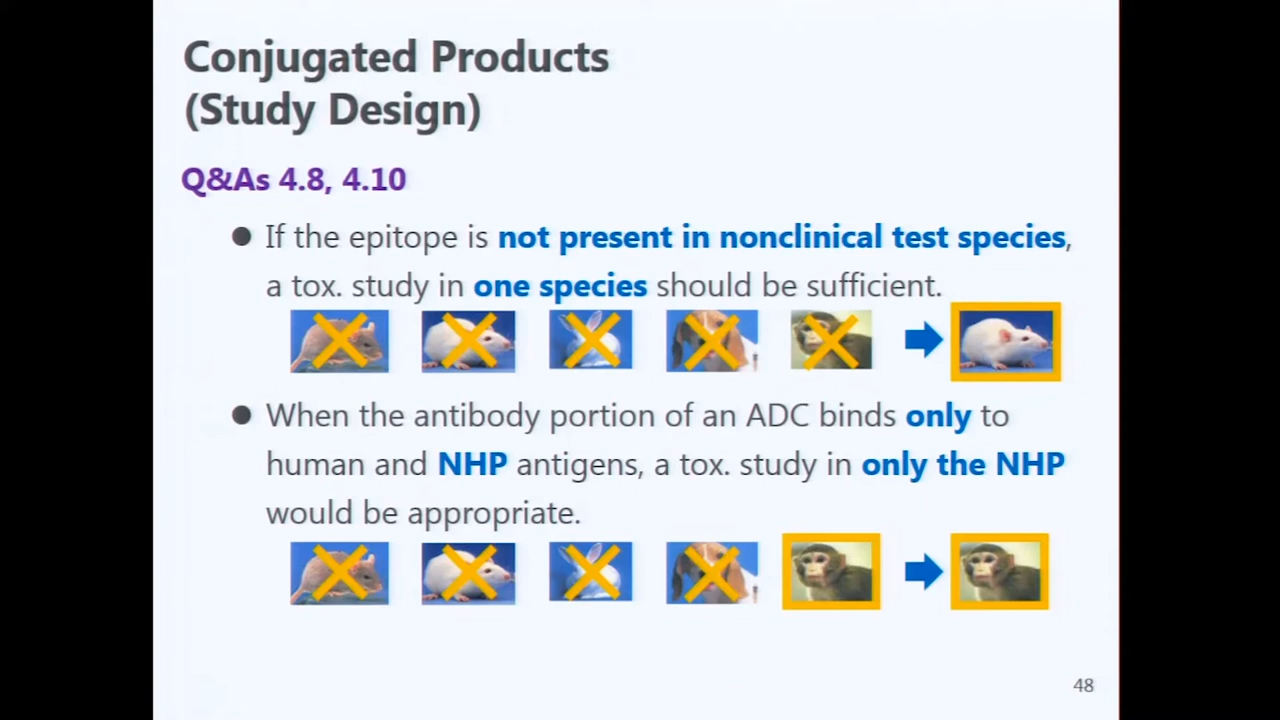 Conjugated Products
(Study Design)
Q&As 4.8, 4.10
● If the epitope is not present in nonclinical test species,
a tox. study in one species should be sufficient.
● When the antibody portion of an ADC binds only to
human and NHP antigens, a tox. study in only the NHP
would be appropriate.
48